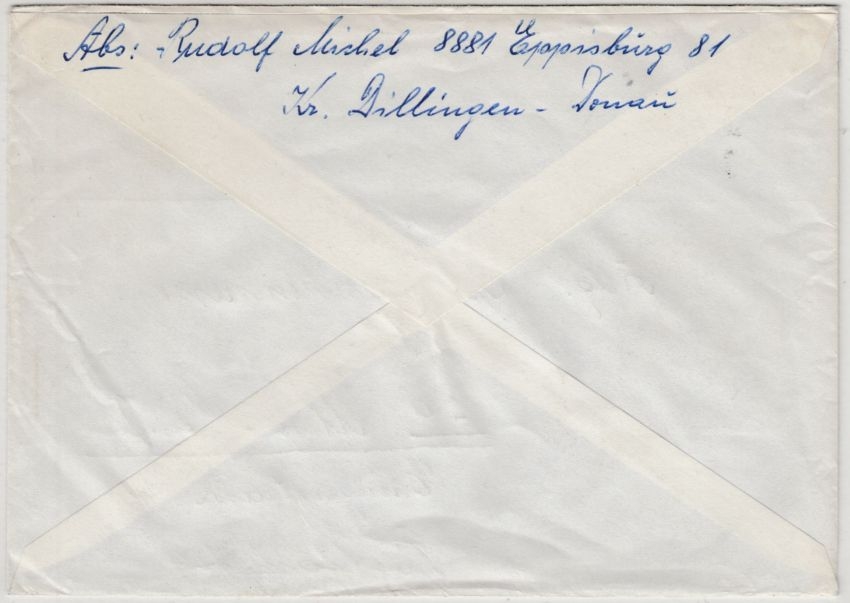 Abs: Rudolf Michel 8881 Eppisburg 81
Kr. Dillingen - Donau